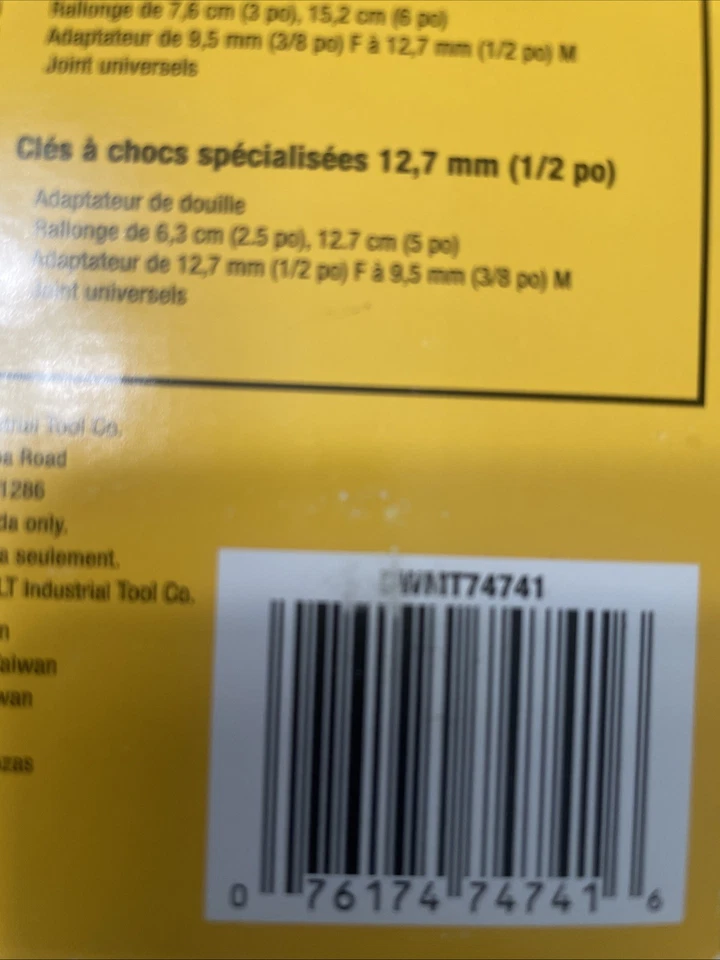 Rallonge de 7,6 cm (3 po), 15,2 cm (6 po)
Adaptateur de 9,5 mm (3/8 po) F à 12,7 mm (1/2 po) M
Joint universels
Clés à chocs spécialisées 12,7 mm (1/2 po)
Adaptateur de douille
Rallonge de 6,3 cm (2.5 po), 12.7 cm (5 po)
Adaptateur de 12,7 mm (1/2 po) F à 9,5 mm (3/8 po) M
Joint universels
Tool Co.
Road
1286
only.
seulement.
LT Industrial Tool Co.
Taiwan
DWMT74741
0 76174 74741 6